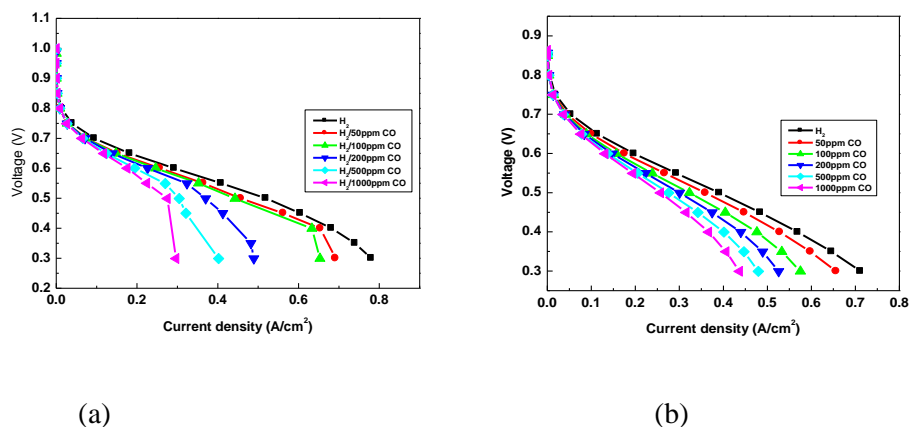 1.1
1.0
0.9
0.8
0.7
0.6
0.5
0.4
0.3
0.2
Voltage (V)
0.0 0.2 0.4 0.6 0.8 1.0
Current density (A/cm²)
H₂
H₂/50ppm CO
H₂/100ppm CO
H₂/200ppm CO
H₂/500ppm CO
H₂/1000ppm CO
(a)
0.9
0.8
0.7
0.6
0.5
0.4
0.3
Voltage (V)
0.0 0.1 0.2 0.3 0.4 0.5 0.6 0.7 0.8
Current density (A/cm²)
H₂
50ppm CO
100ppm CO
200ppm CO
500ppm CO
1000ppm CO
(b)